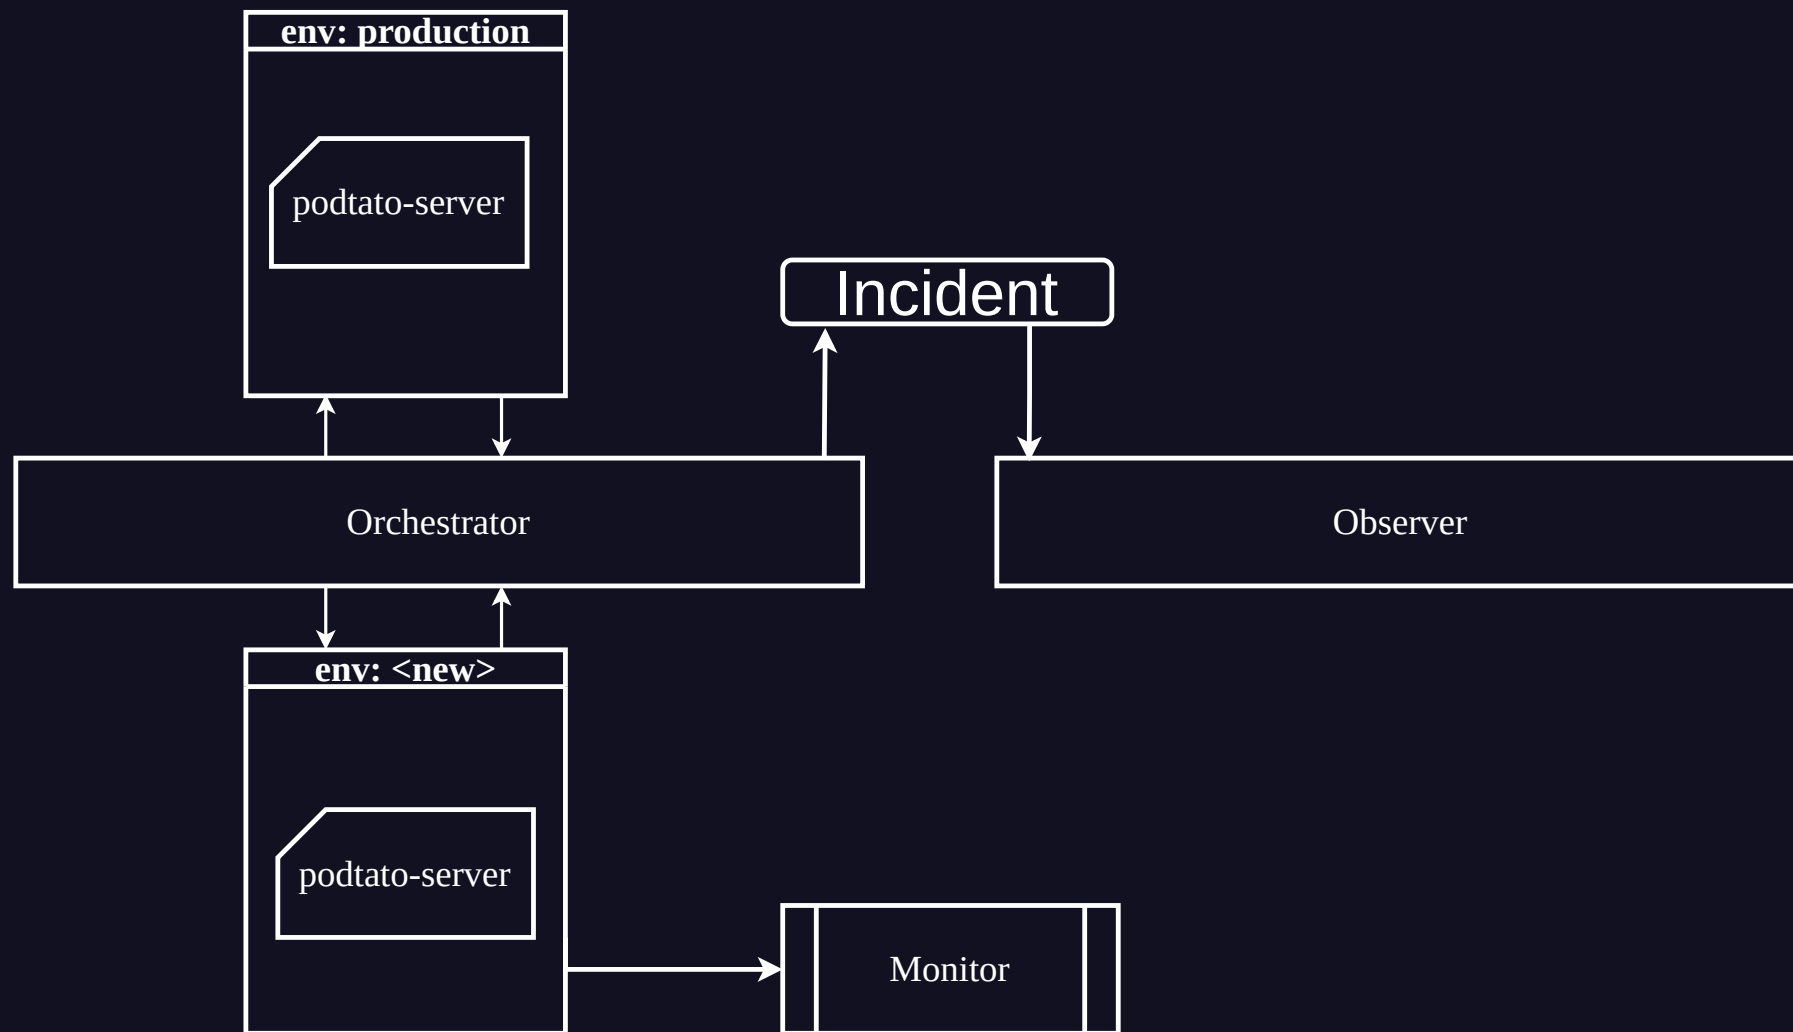 env: production
podtato-server
Incident
Orchestrator
Observer
env: <new>
podtato-server
Monitor